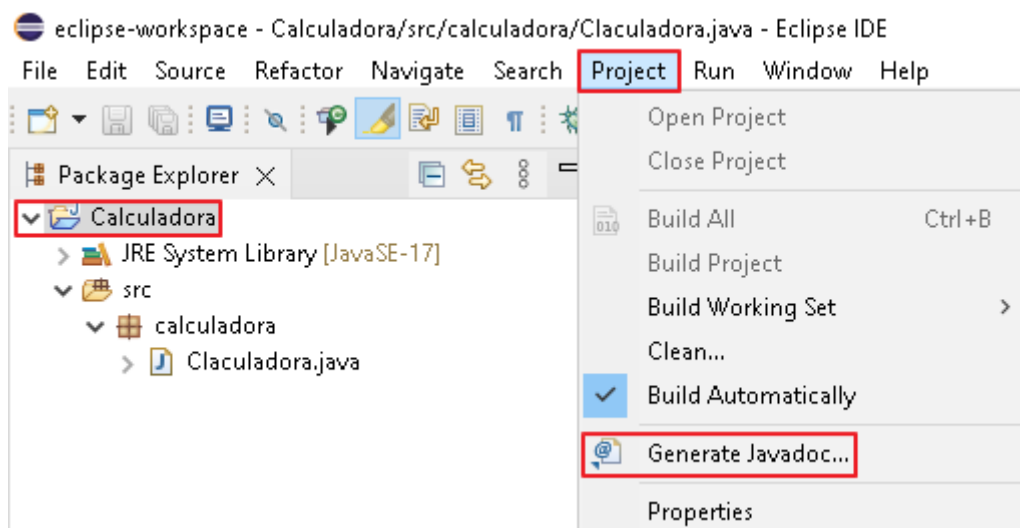 eclipse-workspace - Calculadora/src/calculadora/Claculadora.java - Eclipse IDE
File Edit Source Refactor Navigate Search Project Run Window Help
Package Explorer
Calculadora
JRE System Library [JavaSE-17]
src
calculadora
Claculadora.java
Open Project
Close Project
Build All Ctrl+B
Build Project
Build Working Set
Clean...
Build Automatically
Generate Javadoc...
Properties